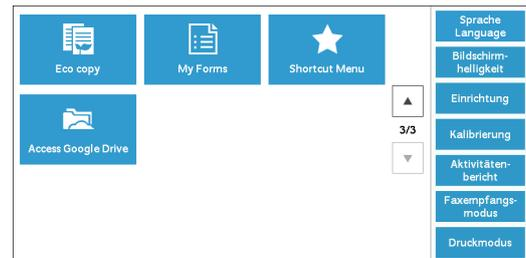 Eco copy
My Forms
Shortcut Menu
Access Google Drive
3/3
Sprache
Language
Bildschirm-
helligkeit
Einrichtung
Kalibrierung
Aktivitäten-
bericht
Faxempfangs-
modus
Druckmodus